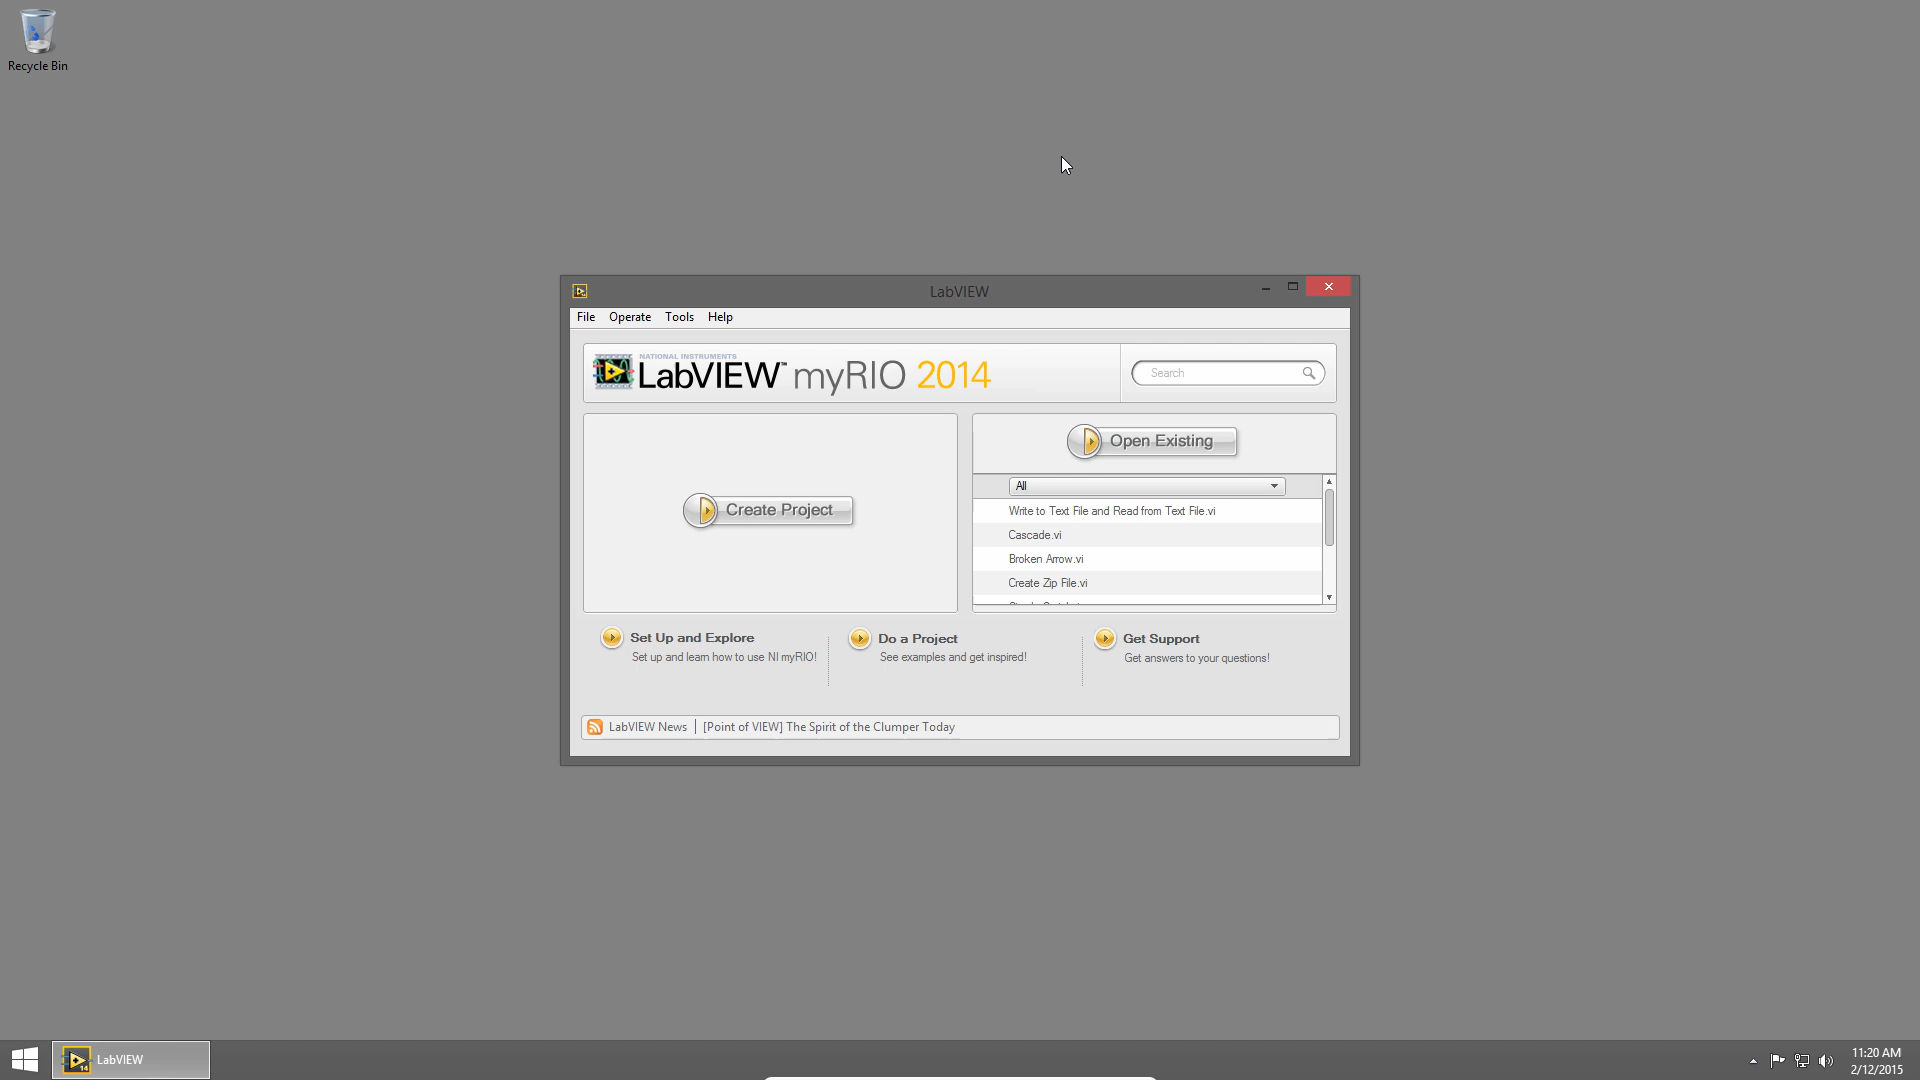 Recycle Bin
LabVIEW
File Operate Tools Help
NATIONAL INSTRUMENTS
LabVIEW™ myRIO 2014
Search
Open Existing
All
Create Project
Write to Text File and Read from Text File.vi
Cascade.vi
Broken Arrow.vi
Create Zip File.vi
Set Up and Explore
Set up and learn how to use NI myRIO!
Do a Project
See examples and get inspired!
Get Support
Get answers to your questions!
LabVIEW News | [Point of VIEW] The Spirit of the Clumper Today
14
LabVIEW
11:20 AM
2/12/2015